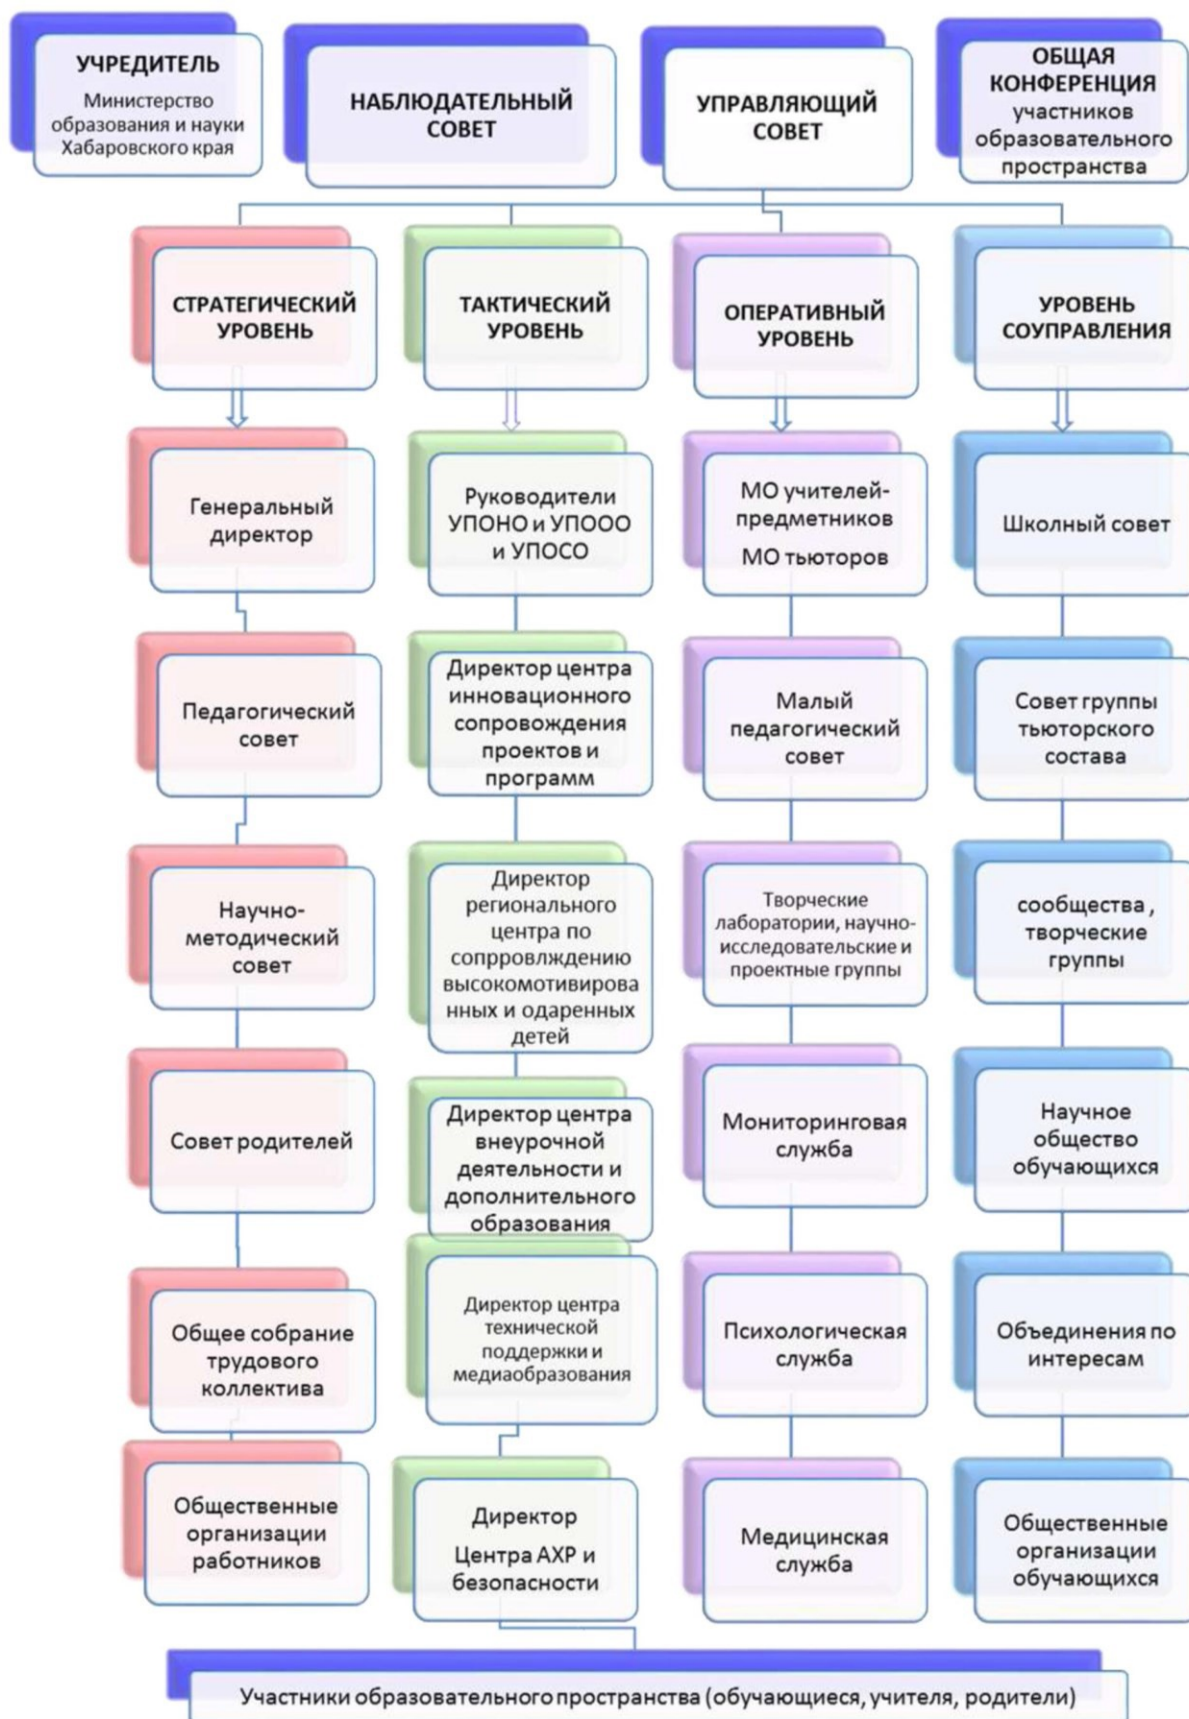 УЧРЕДИТЕЛЬ
Министерство
образования и науки
Хабаровского края
НАБЛЮДАТЕЛЬНЫЙ
СОВЕТ
УПРАВЛЯЮЩИЙ
СОВЕТ
ОБЩАЯ
КОНФЕРЕНЦИЯ
участников
образовательного
пространства
СТРАТЕГИЧЕСКИЙ
УРОВЕНЬ
ТАКТИЧЕСКИЙ
УРОВЕНЬ
ОПЕРАТИВНЫЙ
УРОВЕНЬ
УРОВЕНЬ
СОУПРАВЛЕНИЯ
Генеральный
директор
Руководители
УПОНО и УПООО
и УПОСО
МО учителей-
предметников
МО тьюторов
Школный совет
Педагогический
совет
Директор центра
инновационного
сопровождения
проектов и
программ
Малый
педагогический
совет
Совет группы
тьюторского
состава
Научно-
методический
совет
Директор
регионального
центра по
сопрровлждению
высокомотивирова
нных и одаренных
детей
Творческие
лаборатории, научно-
исследовательские и
проектные группы
сообщества ,
творческие
группы
Совет родителей
Директор центра
внеурочной
деятельности и
дополнительного
образования
Мониторинговая
служба
Научное
общество
обучающихся
Общее собрание
трудового
коллектива
Директор центра
технической
поддержки и
медиаобразования
Психологическая
служба
Объединения по
интересам
Общественные
организации
работников
Директор
Центра АХР и
безопасности
Медицинская
служба
Общественные
организации
обучающихся
Участники образовательного пространства (обучающиеся, учителя, родители)